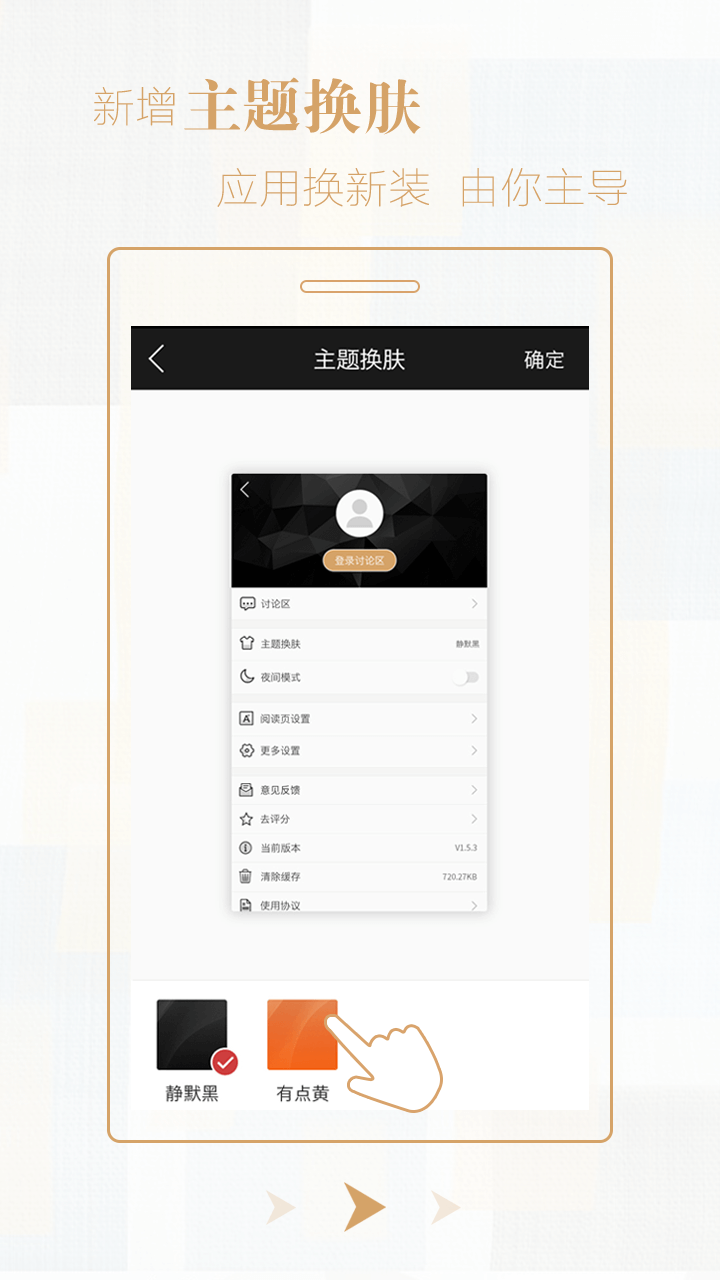 新增主题换肤
应用换新装 由你主导
主题换肤 确定
登录讨论区
讨论区
主题换肤 静默黑
夜间模式
阅读页设置
更多设置
意见反馈
去评分
当前版本 V1.5.3
清除缓存 720.27KB
使用协议
静默黑 有点黄